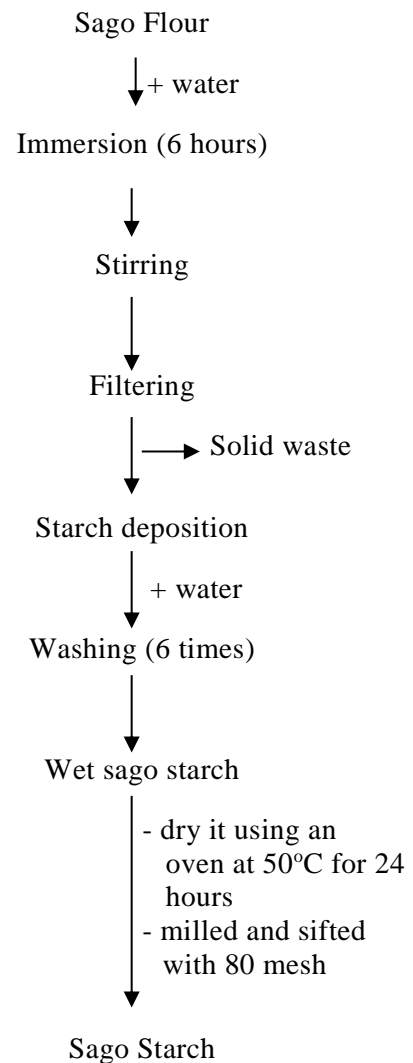 Sago Flour
+ water
Immersion (6 hours)
Stirring
Filtering
Solid waste
Starch deposition
+ water
Washing (6 times)
Wet sago starch
- dry it using an
oven at 50°C for 24
hours
- milled and sifted
with 80 mesh
Sago Starch